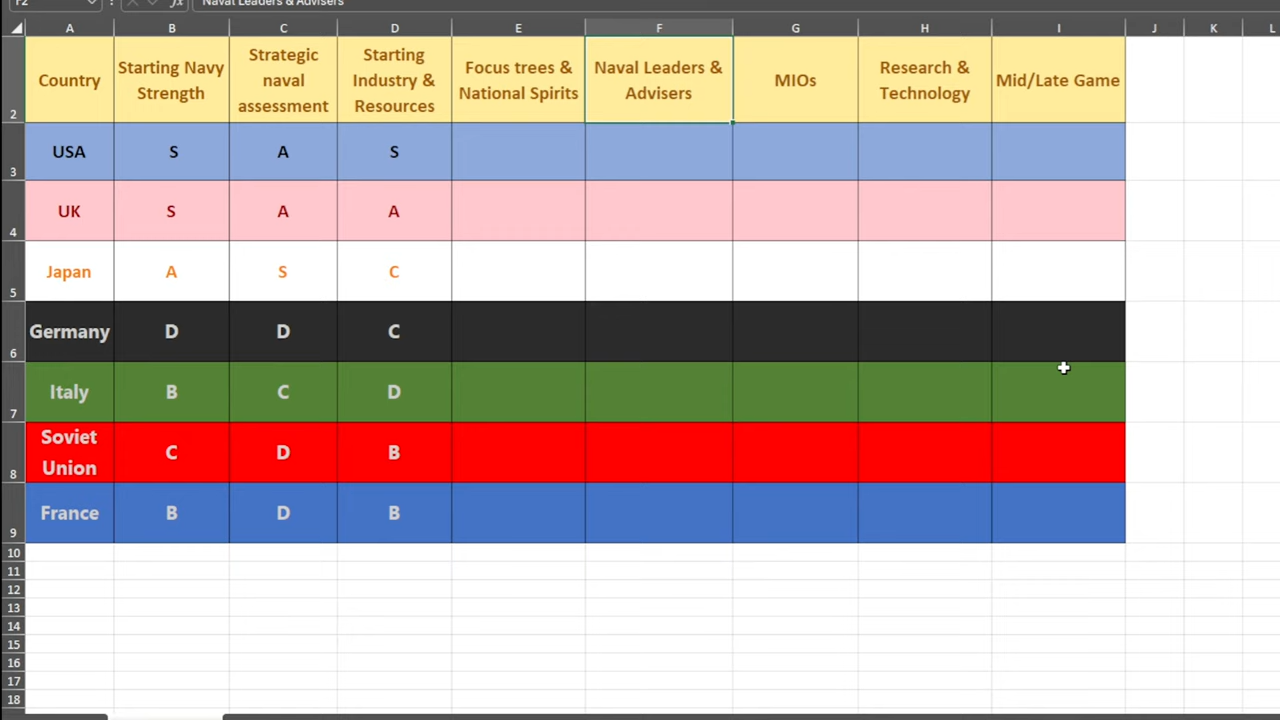 F2
fx
Naval Leaders & Advisers
A B C D E F G H I J K L
2
Country
Starting Navy
Strength
Strategic
naval
assessment
Starting
Industry &
Resources
Focus trees &
National Spirits
Naval Leaders &
Advisers
MIOs
Research &
Technology
Mid/Late Game
3 USA S A S
4 UK S A A
5 Japan A S C
6 Germany D D C
7 Italy B C D
8 Soviet
Union C D B
9 France B D B
10
11
12
13
14
15
16
17
18